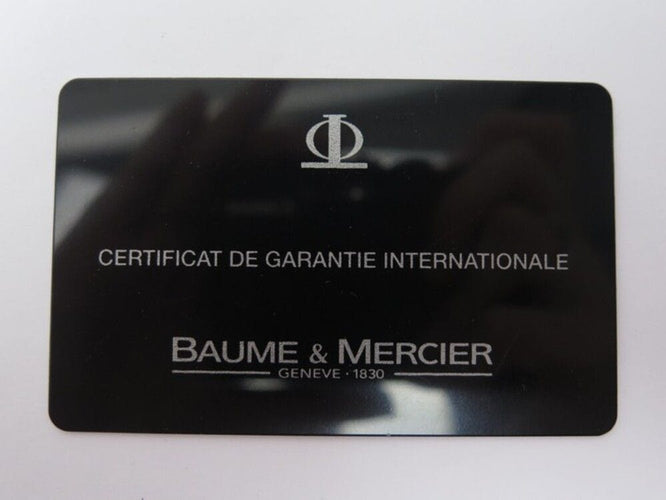 CERTIFICAT DE GARANTIE INTERNATIONALE
BAUME & MERCIER
GENEVE · 1830